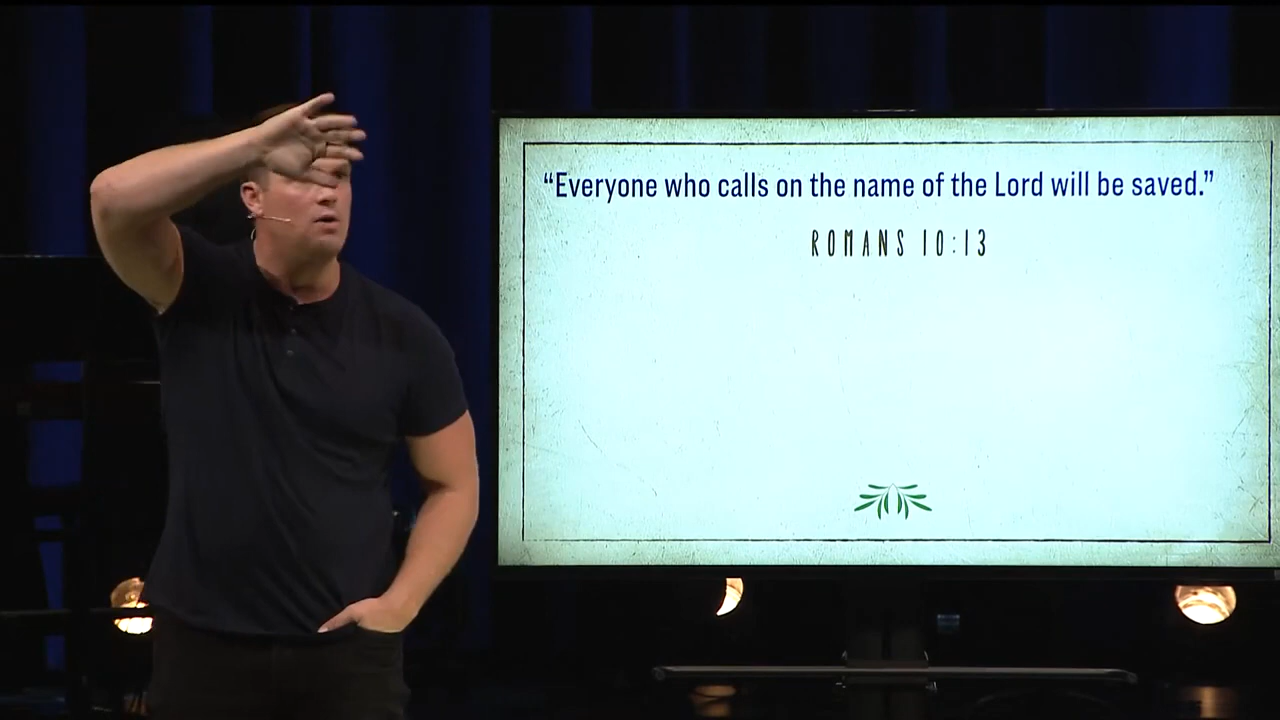 “Everyone who calls on the name of the Lord will be saved.”
ROMANS 10:13